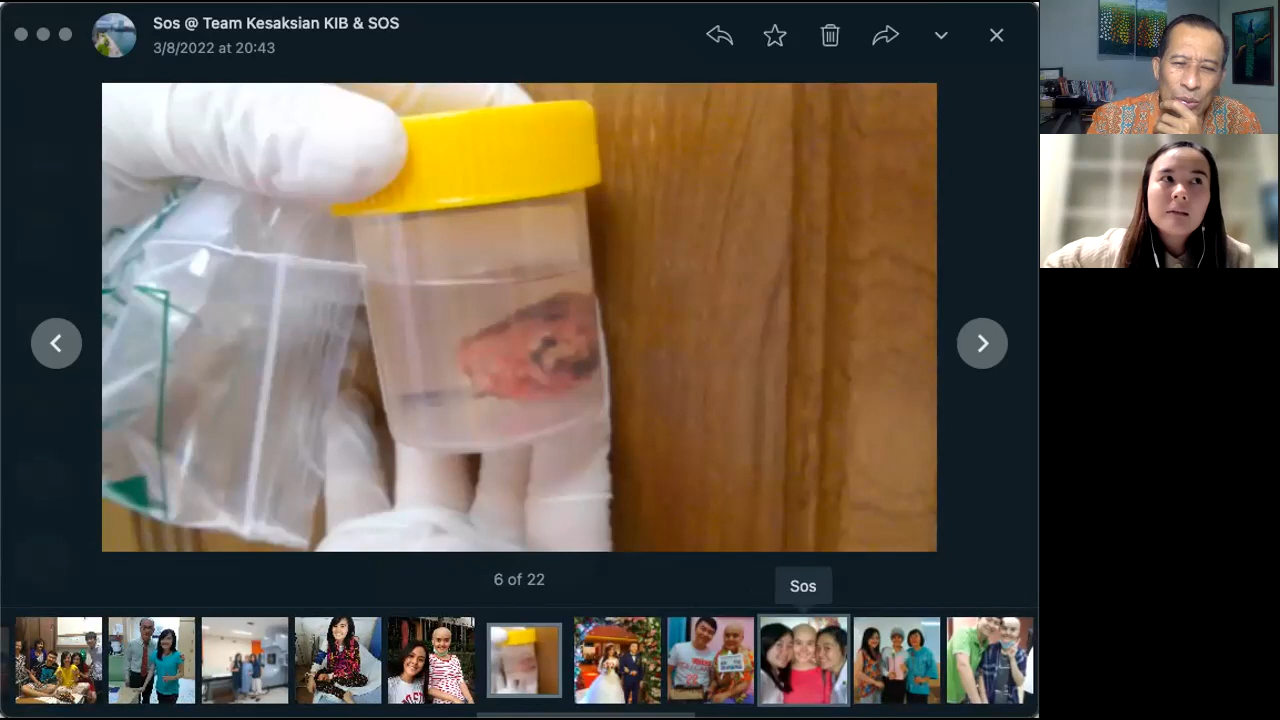 Sos @ Team Kesaksian KIB & SOS
3/8/2022 at 20:43
6 of 22
Sos